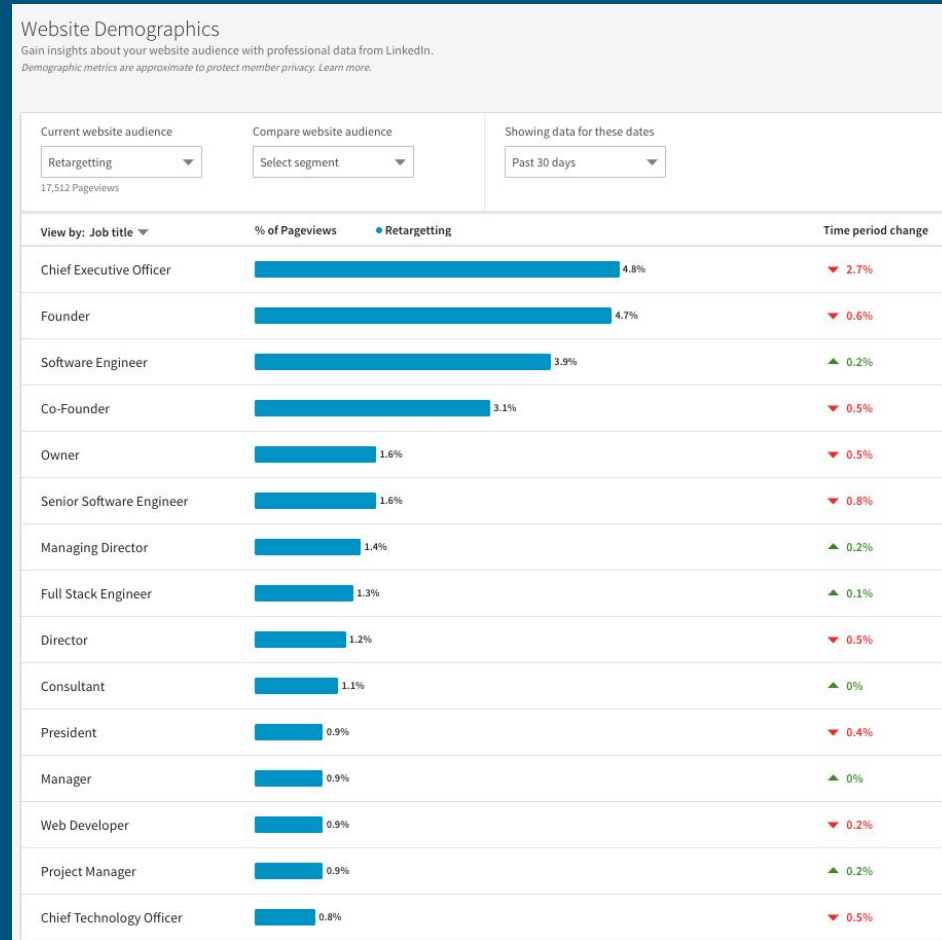 Website Demographics
Gain insights about your website audience with professional data from LinkedIn.
Demographic metrics are approximate to protect member privacy. Learn more.
Current website audience Compare website audience Showing data for these dates
Retargetting Select segment Past 30 days
17,512 Pageviews
View by: Job title % of Pageviews Retargetting Time period change
Chief Executive Officer 4.8% 2.7%
Founder 4.7% 0.6%
Software Engineer 3.9% 0.2%
Co-Founder 3.1% 0.5%
Owner 1.6% 0.5%
Senior Software Engineer 1.6% 0.8%
Managing Director 1.4% 0.2%
Full Stack Engineer 1.3% 0.1%
Director 1.2% 0.5%
Consultant 1.1% 0%
President 0.9% 0.4%
Manager 0.9% 0%
Web Developer 0.9% 0.2%
Project Manager 0.9% 0.2%
Chief Technology Officer 0.8% 0.5%